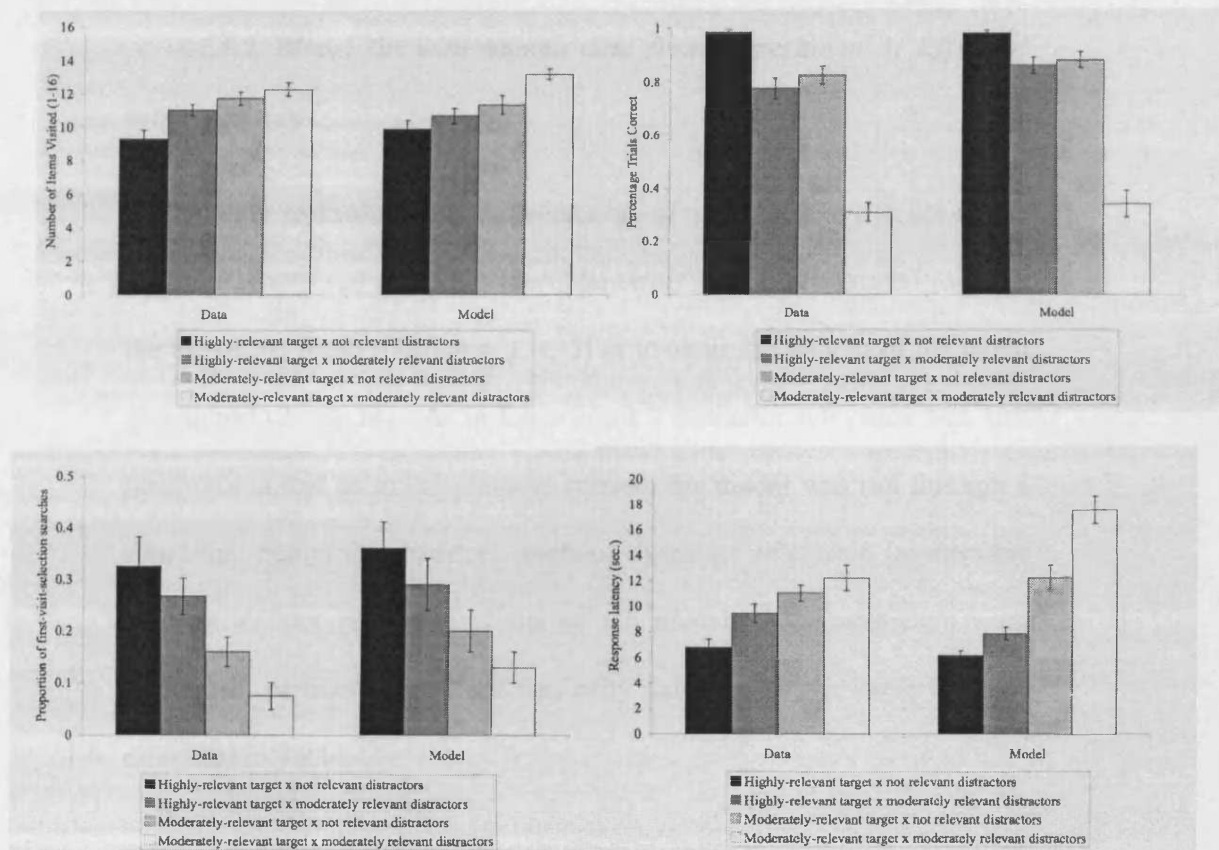 Number of Items Visited (1-16)
16
14
12
10
8
6
4
2
0
Data
Model
Highly-relevant target x not relevant distractors
Highly-relevant target x moderately relevant distractors
Moderately-relevant target x not relevant distractors
Moderately-relevant target x moderately relevant distractors
Percentage Trials Correct
1
0.8
0.6
0.4
0.2
0
Data
Model
Highly-relevant target x not relevant distractors
Highly-relevant target x moderately relevant distractors
Moderately-relevant target x not relevant distractors
Moderately-relevant target x moderately relevant distractors
Proportion of first-visit-selection searches
0.5
0.4
0.3
0.2
0.1
0
Data
Model
Highly-relevant target x not relevant distractors
Highly-relevant target x moderately relevant distractors
Moderately-relevant target x not relevant distractors
Moderately-relevant target x moderately relevant distractors
Response latency (sec.)
20
18
16
14
12
10
8
6
4
2
0
Data
Model
Highly-relevant target x not relevant distractors
Highly-relevant target x moderately relevant distractors
Moderately-relevant target x not relevant distractors
Moderately-relevant target x moderately relevant distractors